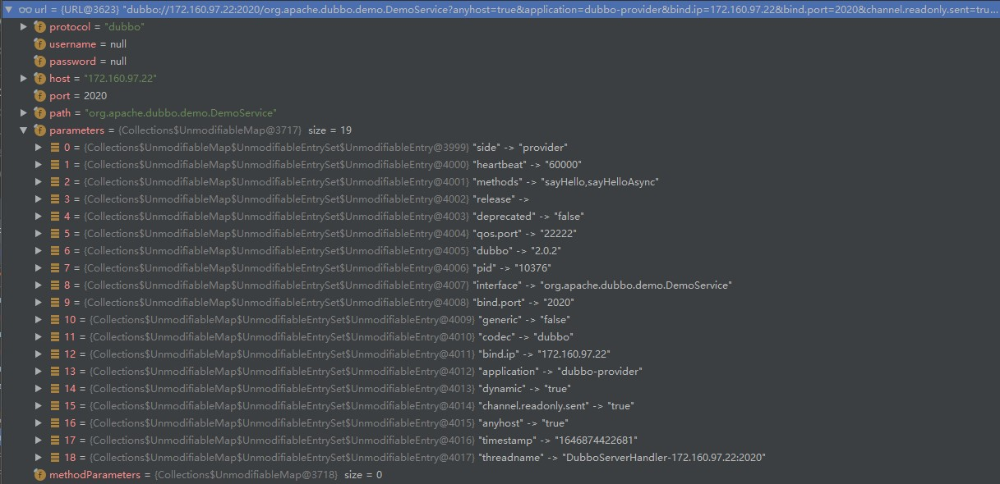 url = {URL@3623} "dubbo://172.160.97.22:2020/org.apache.dubbo.demo.DemoService?anyhost=true&application=dubbo-provider&bind.ip=172.160.97.22&bind.port=2020&channel.readonly.sent=tru...
protocol = "dubbo"
username = null
password = null
host = "172.160.97.22"
port = 2020
path = "org.apache.dubbo.demo.DemoService"
parameters = {Collections$UnmodifiableMap@3717} size = 19
0 = {Collections$UnmodifiableMap$UnmodifiableEntrySet$UnmodifiableEntry@3999} "side" -> "provider"
1 = {Collections$UnmodifiableMap$UnmodifiableEntrySet$UnmodifiableEntry@4000} "heartbeat" -> "60000"
2 = {Collections$UnmodifiableMap$UnmodifiableEntrySet$UnmodifiableEntry@4001} "methods" -> "sayHello,sayHelloAsync"
3 = {Collections$UnmodifiableMap$UnmodifiableEntrySet$UnmodifiableEntry@4002} "release" ->
4 = {Collections$UnmodifiableMap$UnmodifiableEntrySet$UnmodifiableEntry@4003} "deprecated" -> "false"
5 = {Collections$UnmodifiableMap$UnmodifiableEntrySet$UnmodifiableEntry@4004} "qos.port" -> "22222"
6 = {Collections$UnmodifiableMap$UnmodifiableEntrySet$UnmodifiableEntry@4005} "dubbo" -> "2.0.2"
7 = {Collections$UnmodifiableMap$UnmodifiableEntrySet$UnmodifiableEntry@4006} "pid" -> "10376"
8 = {Collections$UnmodifiableMap$UnmodifiableEntrySet$UnmodifiableEntry@4007} "interface" -> "org.apache.dubbo.demo.DemoService"
9 = {Collections$UnmodifiableMap$UnmodifiableEntrySet$UnmodifiableEntry@4008} "bind.port" -> "2020"
10 = {Collections$UnmodifiableMap$UnmodifiableEntrySet$UnmodifiableEntry@4009} "generic" -> "false"
11 = {Collections$UnmodifiableMap$UnmodifiableEntrySet$UnmodifiableEntry@4010} "codec" -> "dubbo"
12 = {Collections$UnmodifiableMap$UnmodifiableEntrySet$UnmodifiableEntry@4011} "bind.ip" -> "172.160.97.22"
13 = {Collections$UnmodifiableMap$UnmodifiableEntrySet$UnmodifiableEntry@4012} "application" -> "dubbo-provider"
14 = {Collections$UnmodifiableMap$UnmodifiableEntrySet$UnmodifiableEntry@4013} "dynamic" -> "true"
15 = {Collections$UnmodifiableMap$UnmodifiableEntrySet$UnmodifiableEntry@4014} "channel.readonly.sent" -> "true"
16 = {Collections$UnmodifiableMap$UnmodifiableEntrySet$UnmodifiableEntry@4015} "anyhost" -> "true"
17 = {Collections$UnmodifiableMap$UnmodifiableEntrySet$UnmodifiableEntry@4016} "timestamp" -> "1646874422681"
18 = {Collections$UnmodifiableMap$UnmodifiableEntrySet$UnmodifiableEntry@4017} "threadname" -> "DubboServerHandler-172.160.97.22:2020"
methodParameters = {Collections$UnmodifiableMap@3718} size = 0